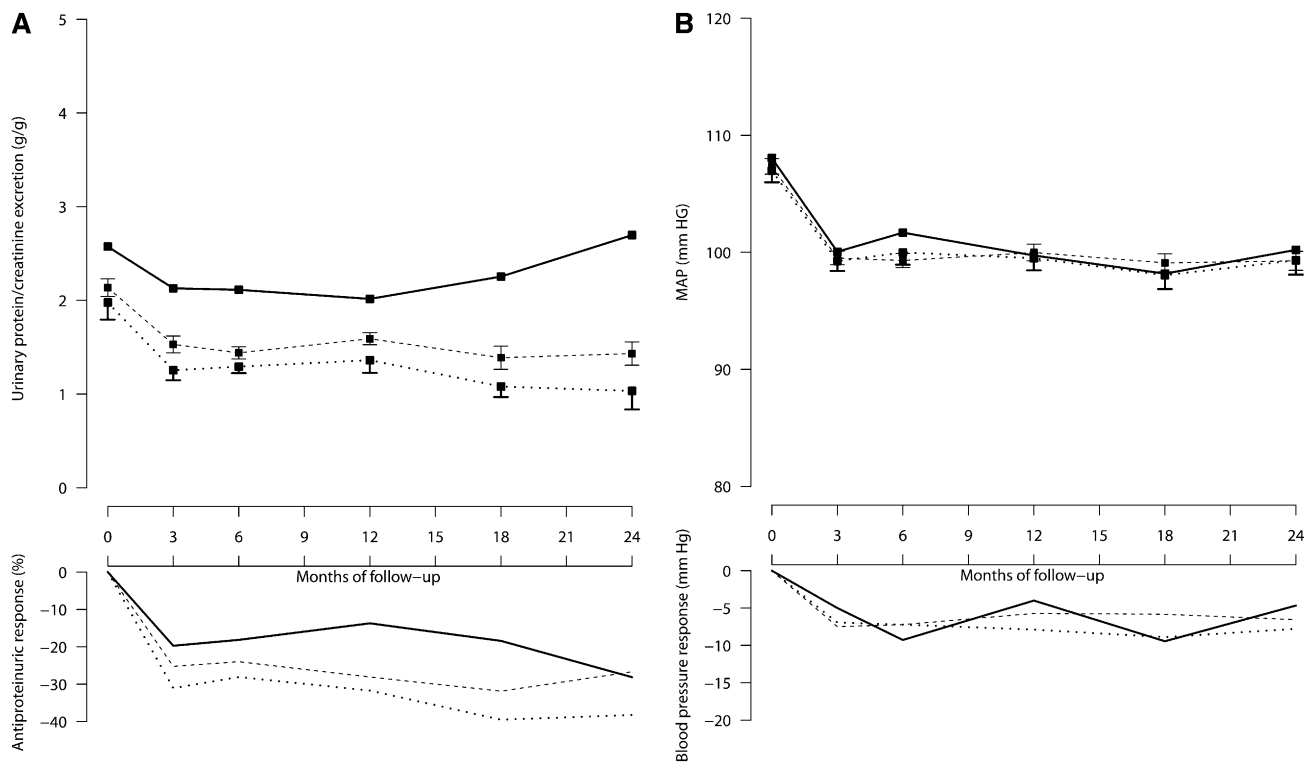 A
Urinary protein/creatinine excretion (g/g)
5
4
3
2
1
0
0 3 6 9 12 15 18 21 24
Months of follow−up
Antiproteinuric response (%)
0
−10
−20
−30
−40
B
MAP (mm HG)
120
110
100
90
80
0 3 6 9 12 15 18 21 24
Months of follow−up
Blood pressure response (mm Hg)
0
−5
−10
−15
−20